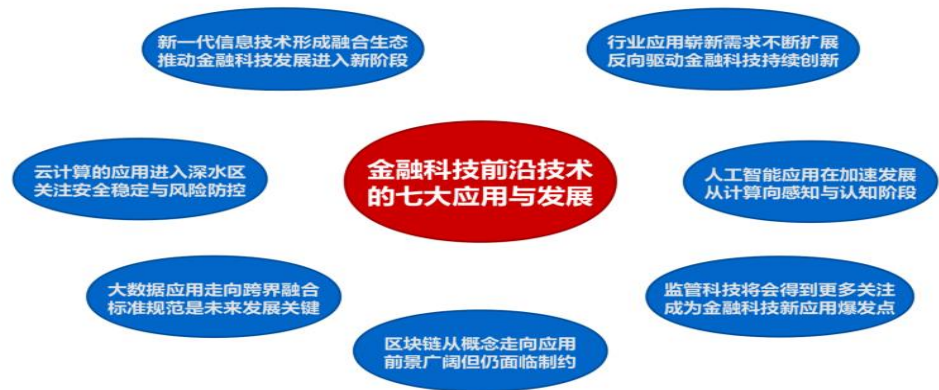 新一代信息技术形成融合生态
推动金融科技发展进入新阶段
行业应用崭新需求不断扩展
反向驱动金融科技持续创新
云计算的应用进入深水区
关注安全稳定与风险防控
金融科技前沿技术
的七大应用与发展
人工智能应用在加速发展
从计算向感知与认知阶段
大数据应用走向跨界融合
标准规范是未来发展关键
监管科技将会得到更多关注
成为金融科技新应用爆发点
区块链从概念走向应用
前景广阔但仍面临制约